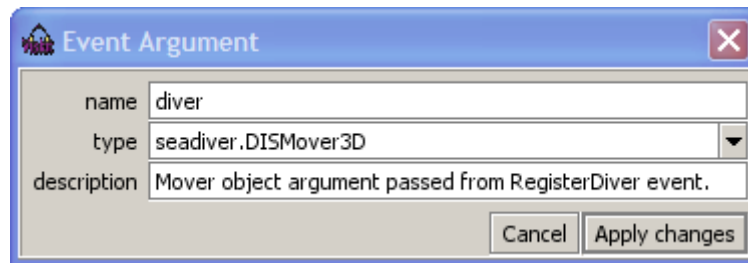 Event Argument
name diver
type seadiver.DISMover3D
description Mover object argument passed from RegisterDiver event.
Cancel Apply changes